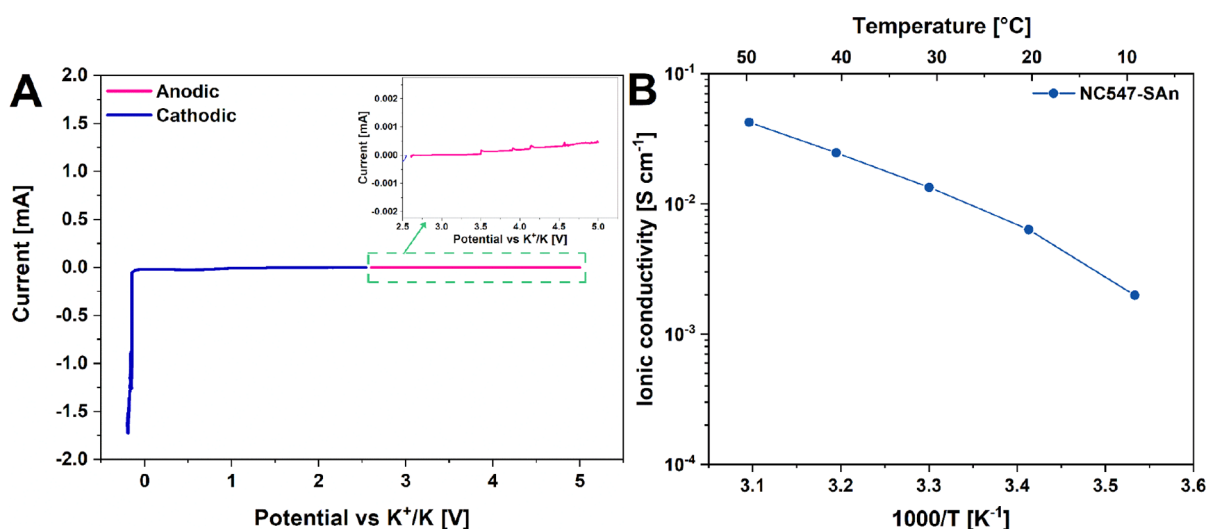 A
2.0
1.5
1.0
0.5
0.0
-0.5
-1.0
-1.5
-2.0
Current [mA]
Anodic
Cathodic
0.002
0.001
0.000
-0.001
-0.002
Current [mA]
2.5 3.0 3.5 4.0 4.5 5.0
Potential vs K⁺/K [V]
0 1 2 3 4 5
Potential vs K⁺/K [V]
B
Temperature [°C]
50 40 30 20 10
NC547-SAn
10⁻¹
10⁻²
10⁻³
10⁻⁴
Ionic conductivity [S cm⁻¹]
3.1 3.2 3.3 3.4 3.5 3.6
1000/T [K⁻¹]